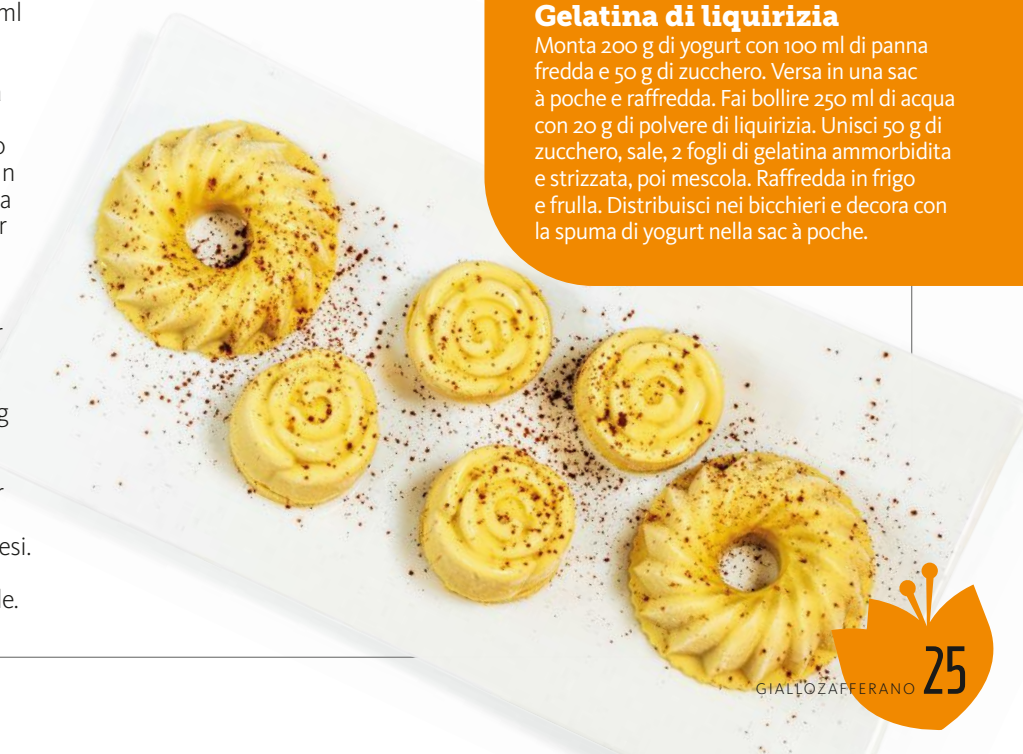 ml
n
a
r
r
g
r
esi.
le.
Gelatina di liquirizia
Monta 200 g di yogurt con 100 ml di panna
fredda e 50 g di zucchero. Versa in una sac
à poche e raffredda. Fai bollire 250 ml di acqua
con 20 g di polvere di liquirizia. Unisci 50 g di
zucchero, sale, 2 fogli di gelatina ammorbidita
e strizzata, poi mescola. Raffredda in frigo
e frulla. Distribuisci nei bicchieri e decora con
la spuma di yogurt nella sac à poche.
GIALLOZAFFERANO 25